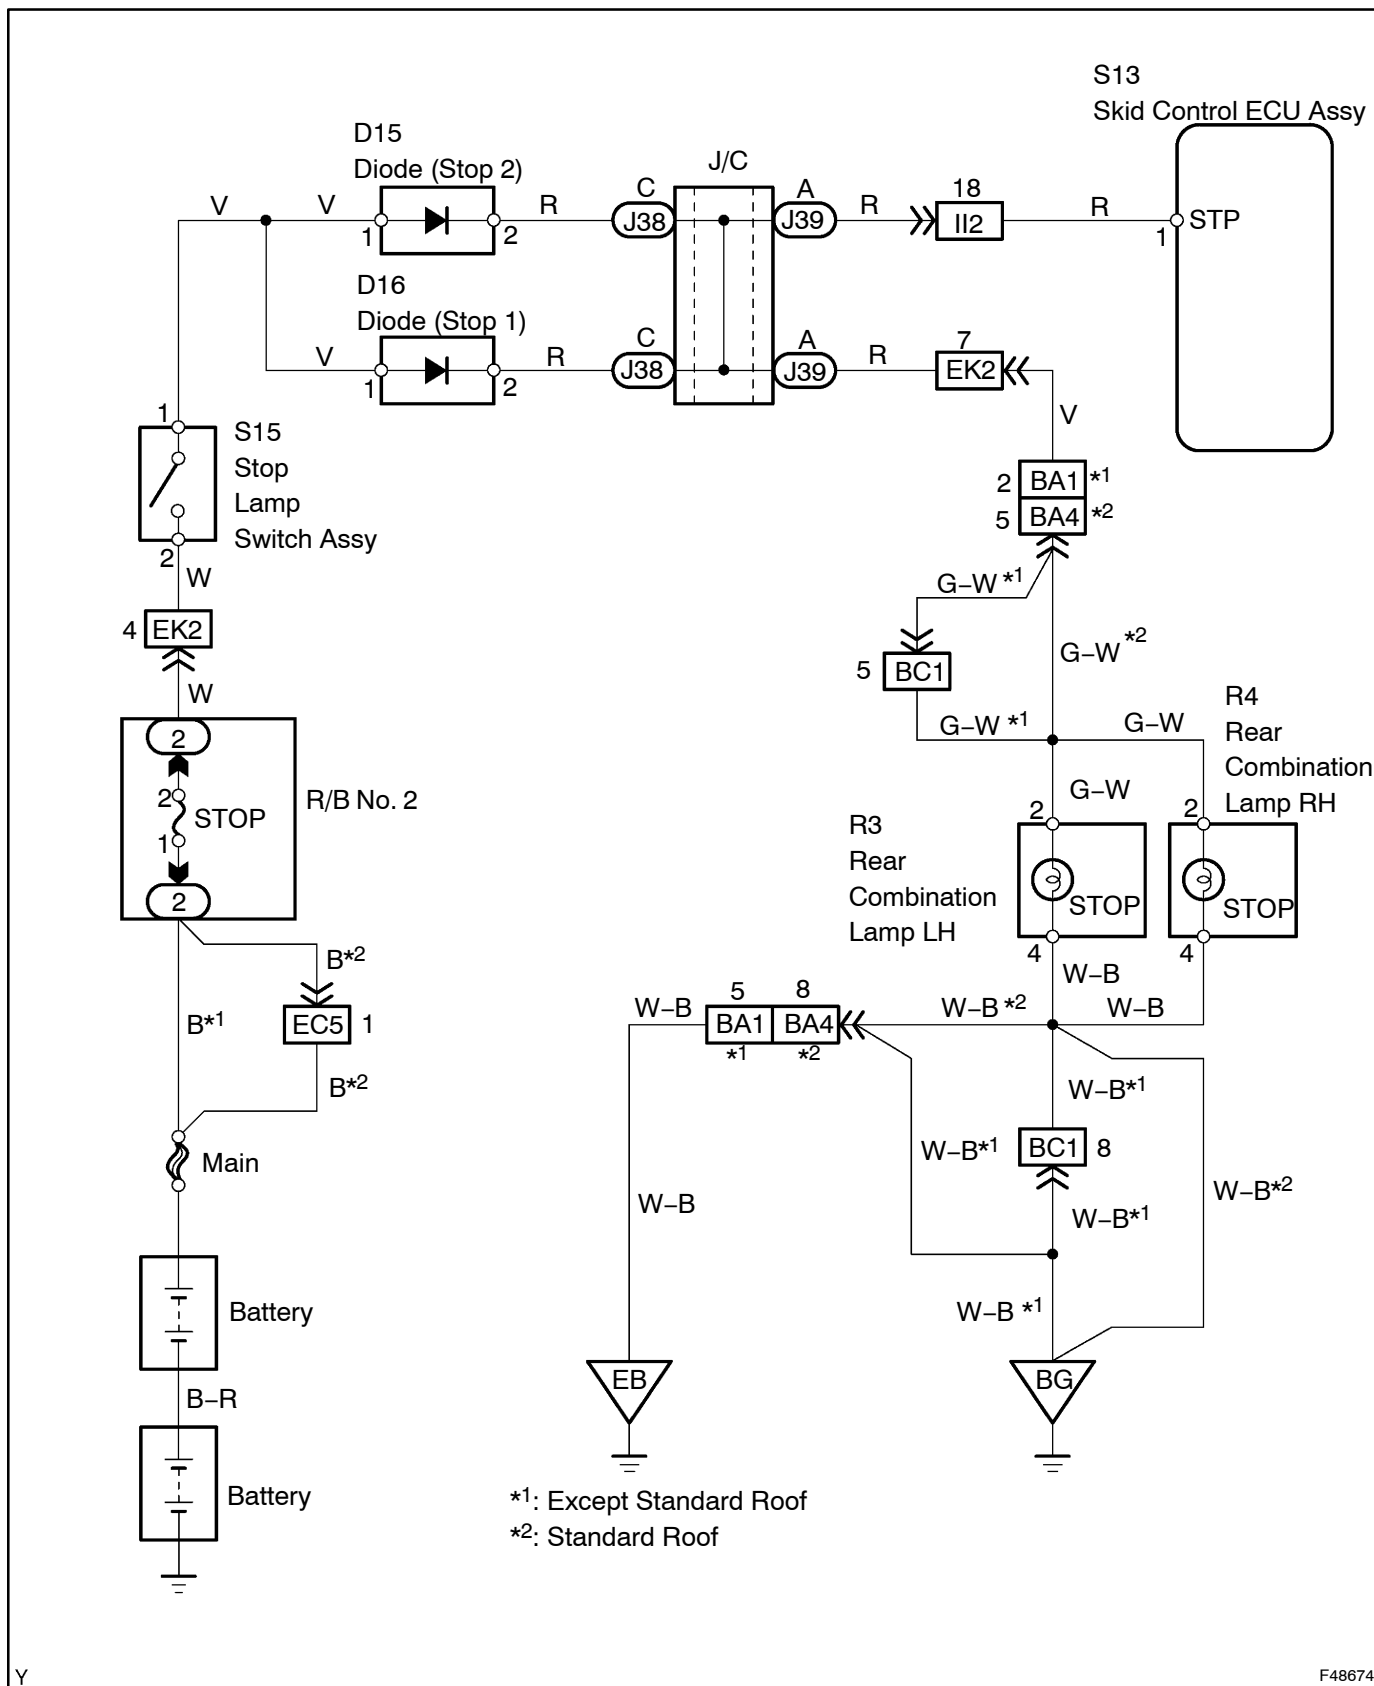 S13
Skid Control ECU Assy
D15
Diode (Stop 2)
J/C
C
A
18
V
V
R
J38
J39
R
II2
R
STP
1
2
1
D16
Diode (Stop 1)
C
A
7
V
R
J38
J39
R
EK2
1
2
V
1
S15
Stop
Lamp
Switch Assy
2
2 BA1 *1
5 BA4 *2
W
G–W *1
4 EK2
G–W *2
5 BC1
W
R4
Rear
Combination
Lamp RH
G–W *1
G–W
2
R/B No. 2
2
STOP
1
2
G–W
2
2
R3
Rear
Combination
Lamp LH
STOP
STOP
4
4
W–B
B*2
5
8
W–B
BA1
BA4
W–B *2
W–B
*1
*2
B*1
EC5 1
B*2
W–B*1
Main
W–B*1
BC1 8
W–B*2
W–B
W–B*1
Battery
W–B *1
EB
BG
B–R
Battery
*1: Except Standard Roof
*2: Standard Roof
Y
F48674